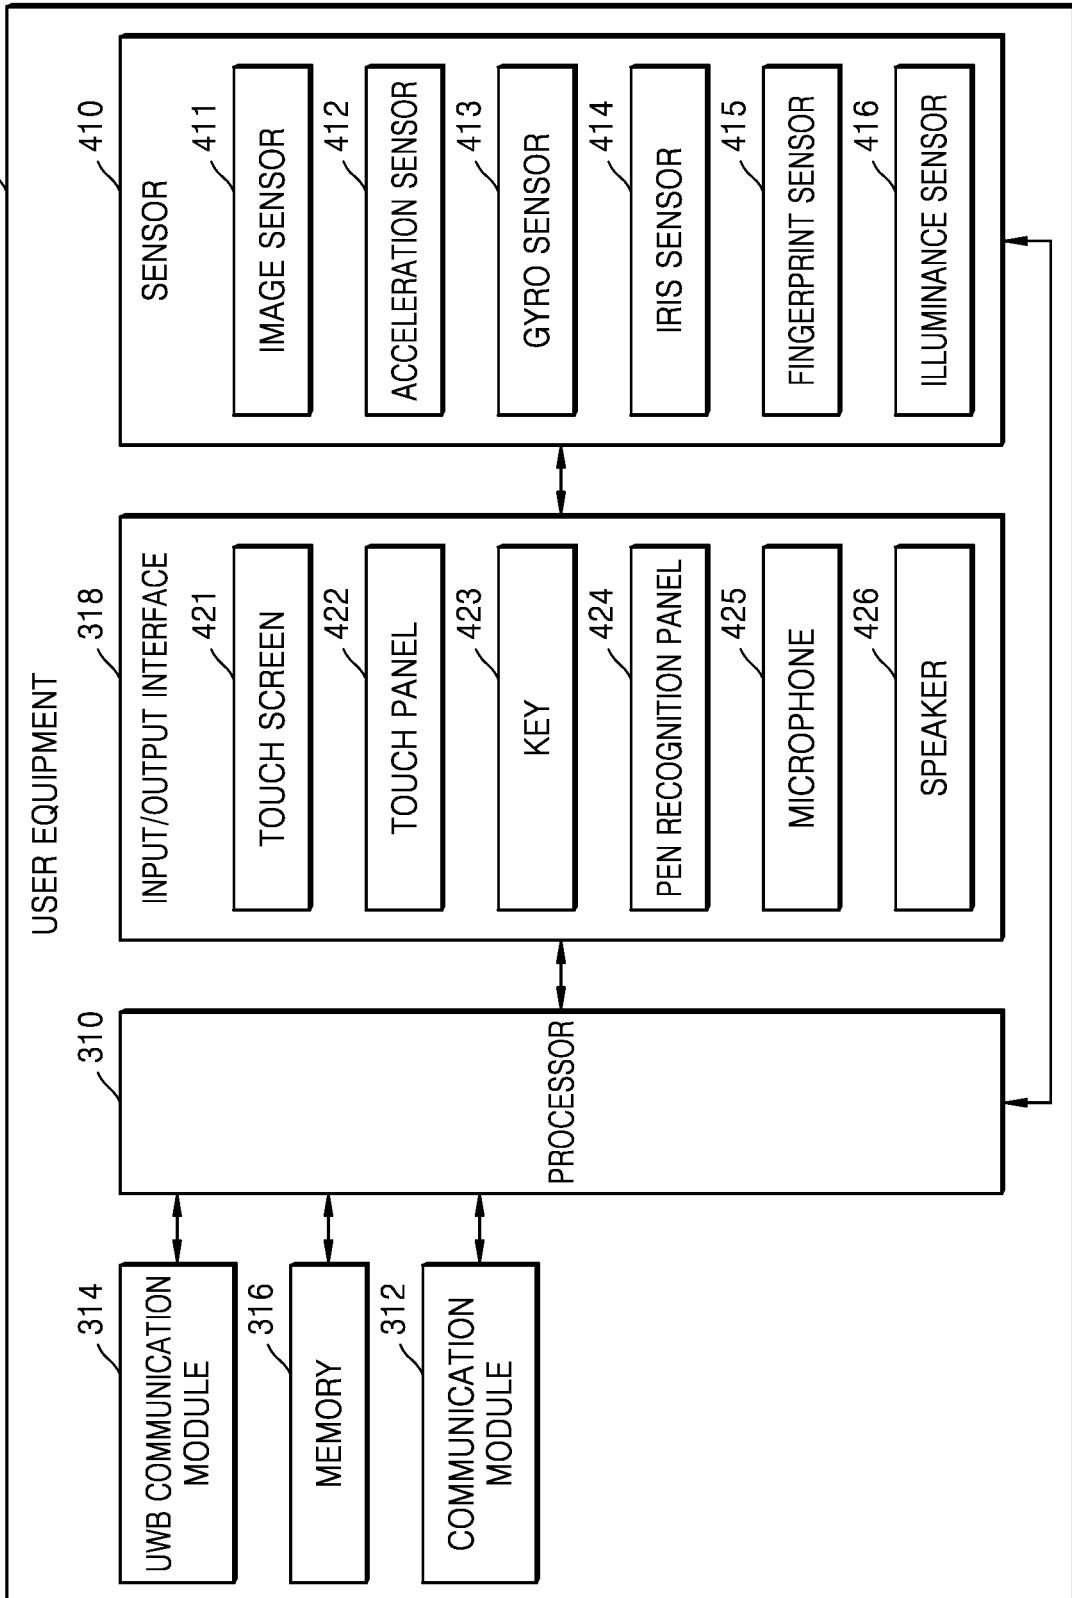 USER EQUIPMENT
314
UWB COMMUNICATION
MODULE
316
MEMORY
312
COMMUNICATION
MODULE
310
PROCESSOR
318
INPUT/OUTPUT INTERFACE
421
TOUCH SCREEN
422
TOUCH PANEL
423
KEY
424
PEN RECOGNITION PANEL
425
MICROPHONE
426
SPEAKER
410
SENSOR
411
IMAGE SENSOR
412
ACCELERATION SENSOR
413
GYRO SENSOR
414
IRIS SENSOR
415
FINGERPRINT SENSOR
416
ILLUMINANCE SENSOR